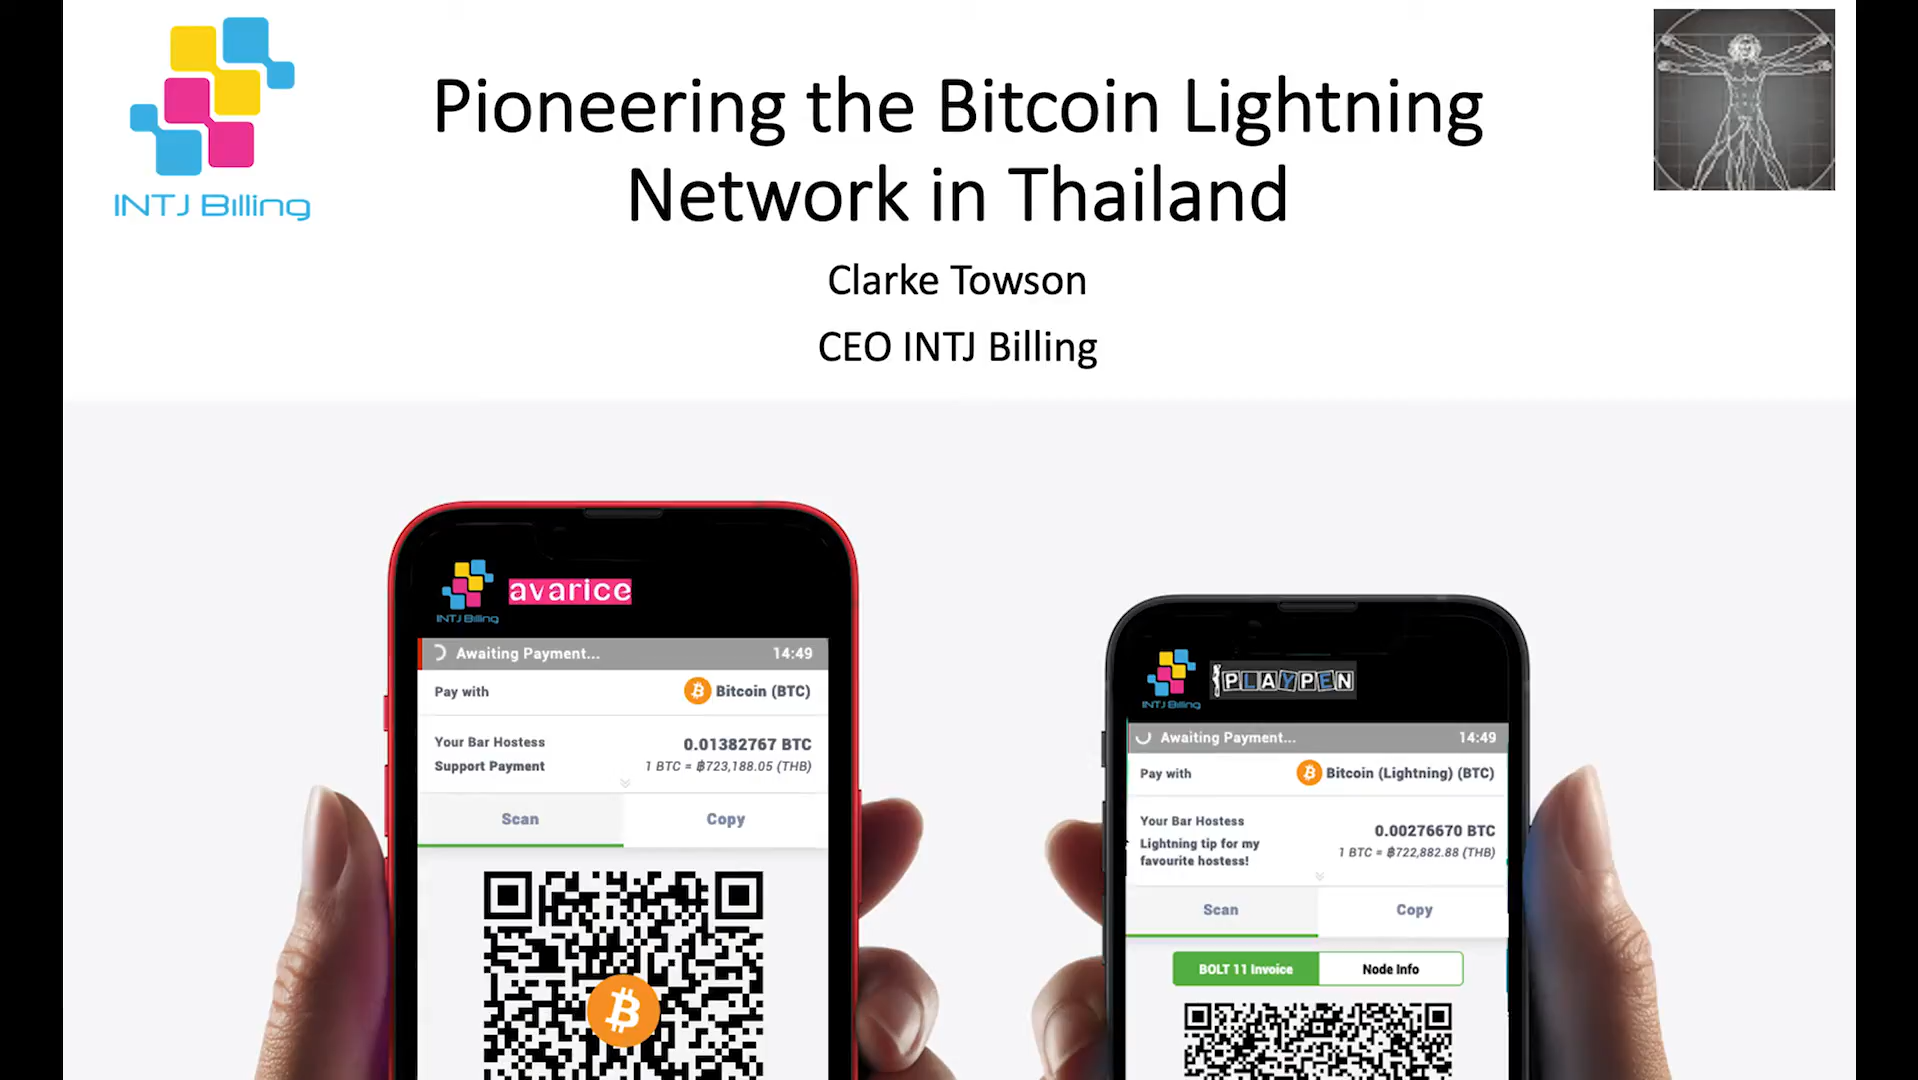 INTJ Billing
Pioneering the Bitcoin Lightning
Network in Thailand
Clarke Towson
CEO INTJ Billing
INTJ Billing
avarice
Awaiting Payment...
14:49
Pay with
Bitcoin (BTC)
Your Bar Hostess
Support Payment
0.01382767 BTC
1 BTC = ฿723,188.05 (THB)
Scan
Copy
INTJ Billing
PLAYPEN
Awaiting Payment...
14:49
Pay with
Bitcoin (Lightning) (BTC)
Your Bar Hostess
Lightning tip for my
favourite hostess!
0.00276670 BTC
1 BTC = ฿722,882.88 (THB)
Scan
Copy
BOLT 11 Invoice
Node Info